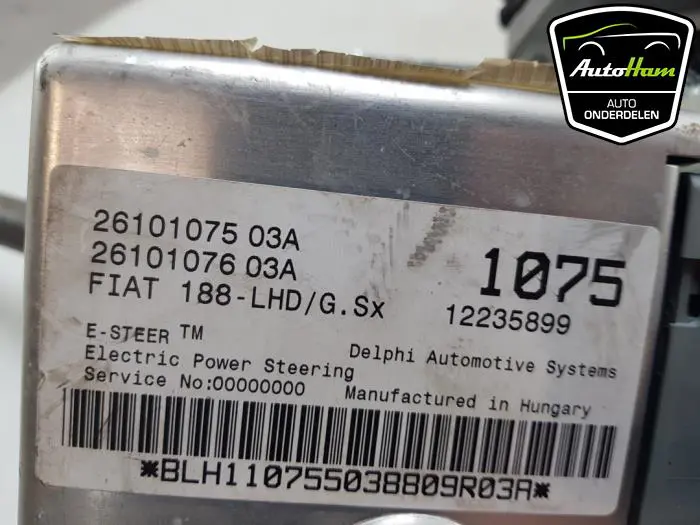 AutoHam
AUTO
ONDERDELEN
26101075 03A
26101076 03A
FIAT 188-LHD/G.Sx
1075
12235899
E-STEER TM
Electric Power Steering
Delphi Automotive Systems
Service No:00000000
Manufactured in Hungary
*BLH110755038809R03A*